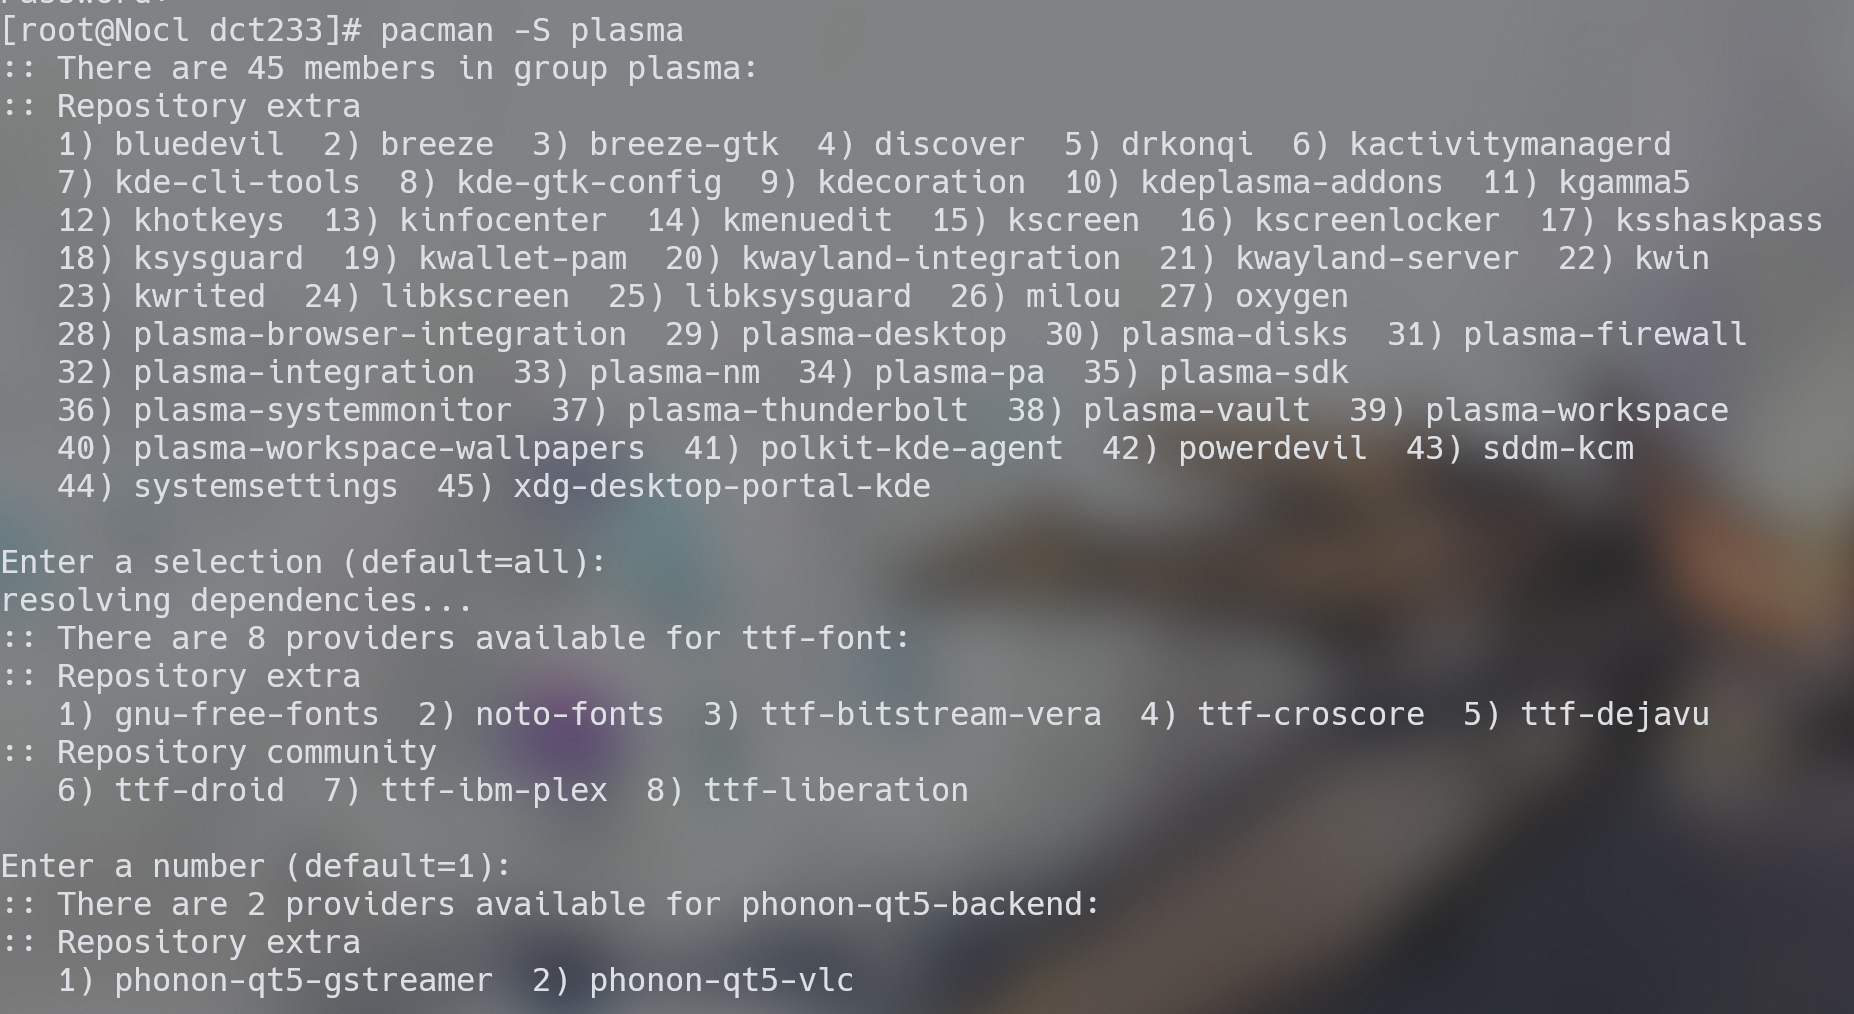 [root@Nocl dct233]# pacman -S plasma
:: There are 45 members in group plasma:
:: Repository extra
   1) bluedevil  2) breeze  3) breeze-gtk  4) discover  5) drkonqi  6) kactivitymanagerd
   7) kde-cli-tools  8) kde-gtk-config  9) kdecoration  10) kdeplasma-addons  11) kgamma5
   12) khotkeys  13) kinfocenter  14) kmenuedit  15) kscreen  16) kscreenlocker  17) ksshaskpass
   18) ksysguard  19) kwallet-pam  20) kwayland-integration  21) kwayland-server  22) kwin
   23) kwrited  24) libkscreen  25) libksysguard  26) milou  27) oxygen
   28) plasma-browser-integration  29) plasma-desktop  30) plasma-disks  31) plasma-firewall
   32) plasma-integration  33) plasma-nm  34) plasma-pa  35) plasma-sdk
   36) plasma-systemmonitor  37) plasma-thunderbolt  38) plasma-vault  39) plasma-workspace
   40) plasma-workspace-wallpapers  41) polkit-kde-agent  42) powerdevil  43) sddm-kcm
   44) systemsettings  45) xdg-desktop-portal-kde
Enter a selection (default=all):
resolving dependencies...
:: There are 8 providers available for ttf-font:
:: Repository extra
   1) gnu-free-fonts  2) noto-fonts  3) ttf-bitstream-vera  4) ttf-croscore  5) ttf-dejavu
:: Repository community
   6) ttf-droid  7) ttf-ibm-plex  8) ttf-liberation
Enter a number (default=1):
:: There are 2 providers available for phonon-qt5-backend:
:: Repository extra
   1) phonon-qt5-gstreamer  2) phonon-qt5-vlc